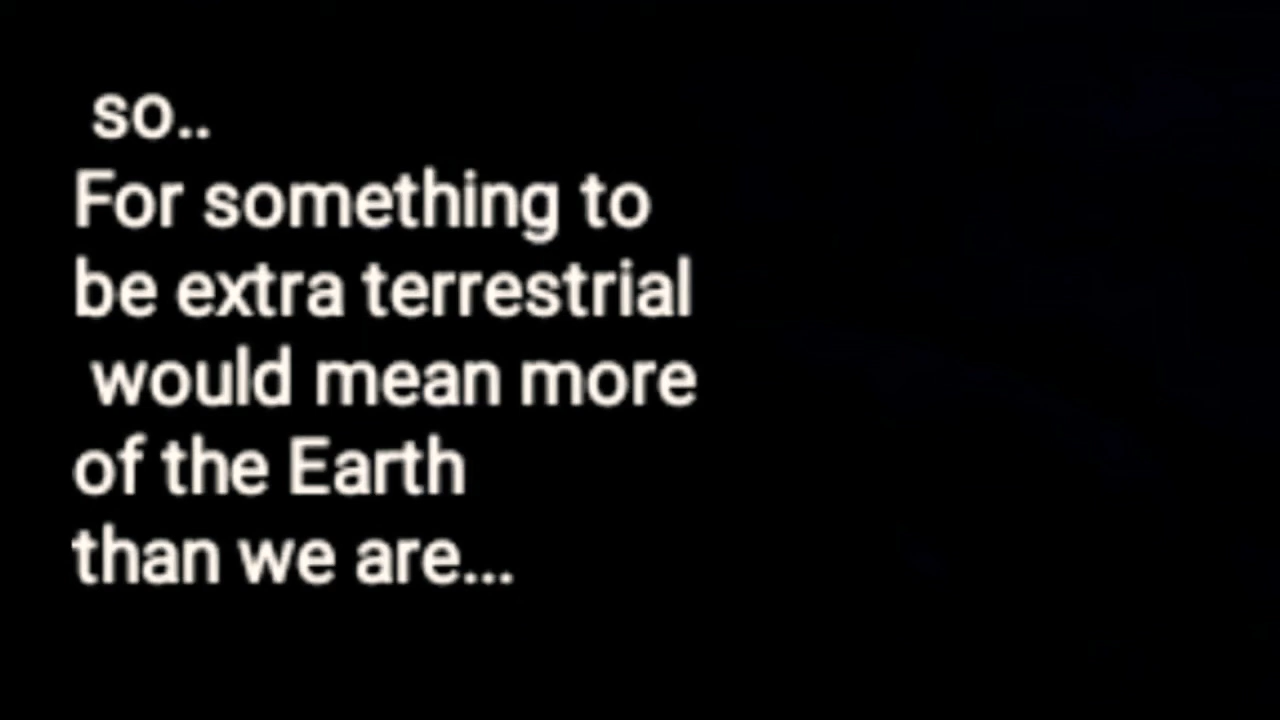 so..
For something to
be extra terrestrial
would mean more
of the Earth
than we are...